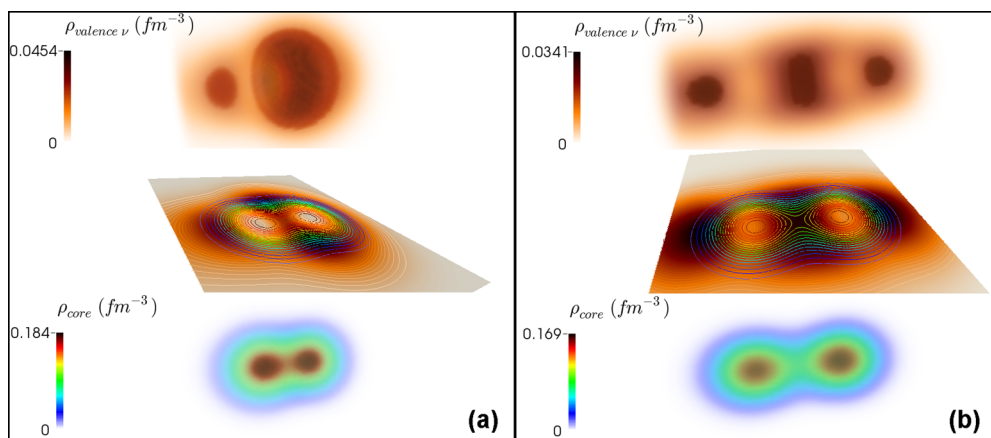 ρvalence ν (fm⁻³)
0.0454
0
ρcore (fm⁻³)
0.184
0
(a)
ρvalence ν (fm⁻³)
0.0341
0
ρcore (fm⁻³)
0.169
0
(b)